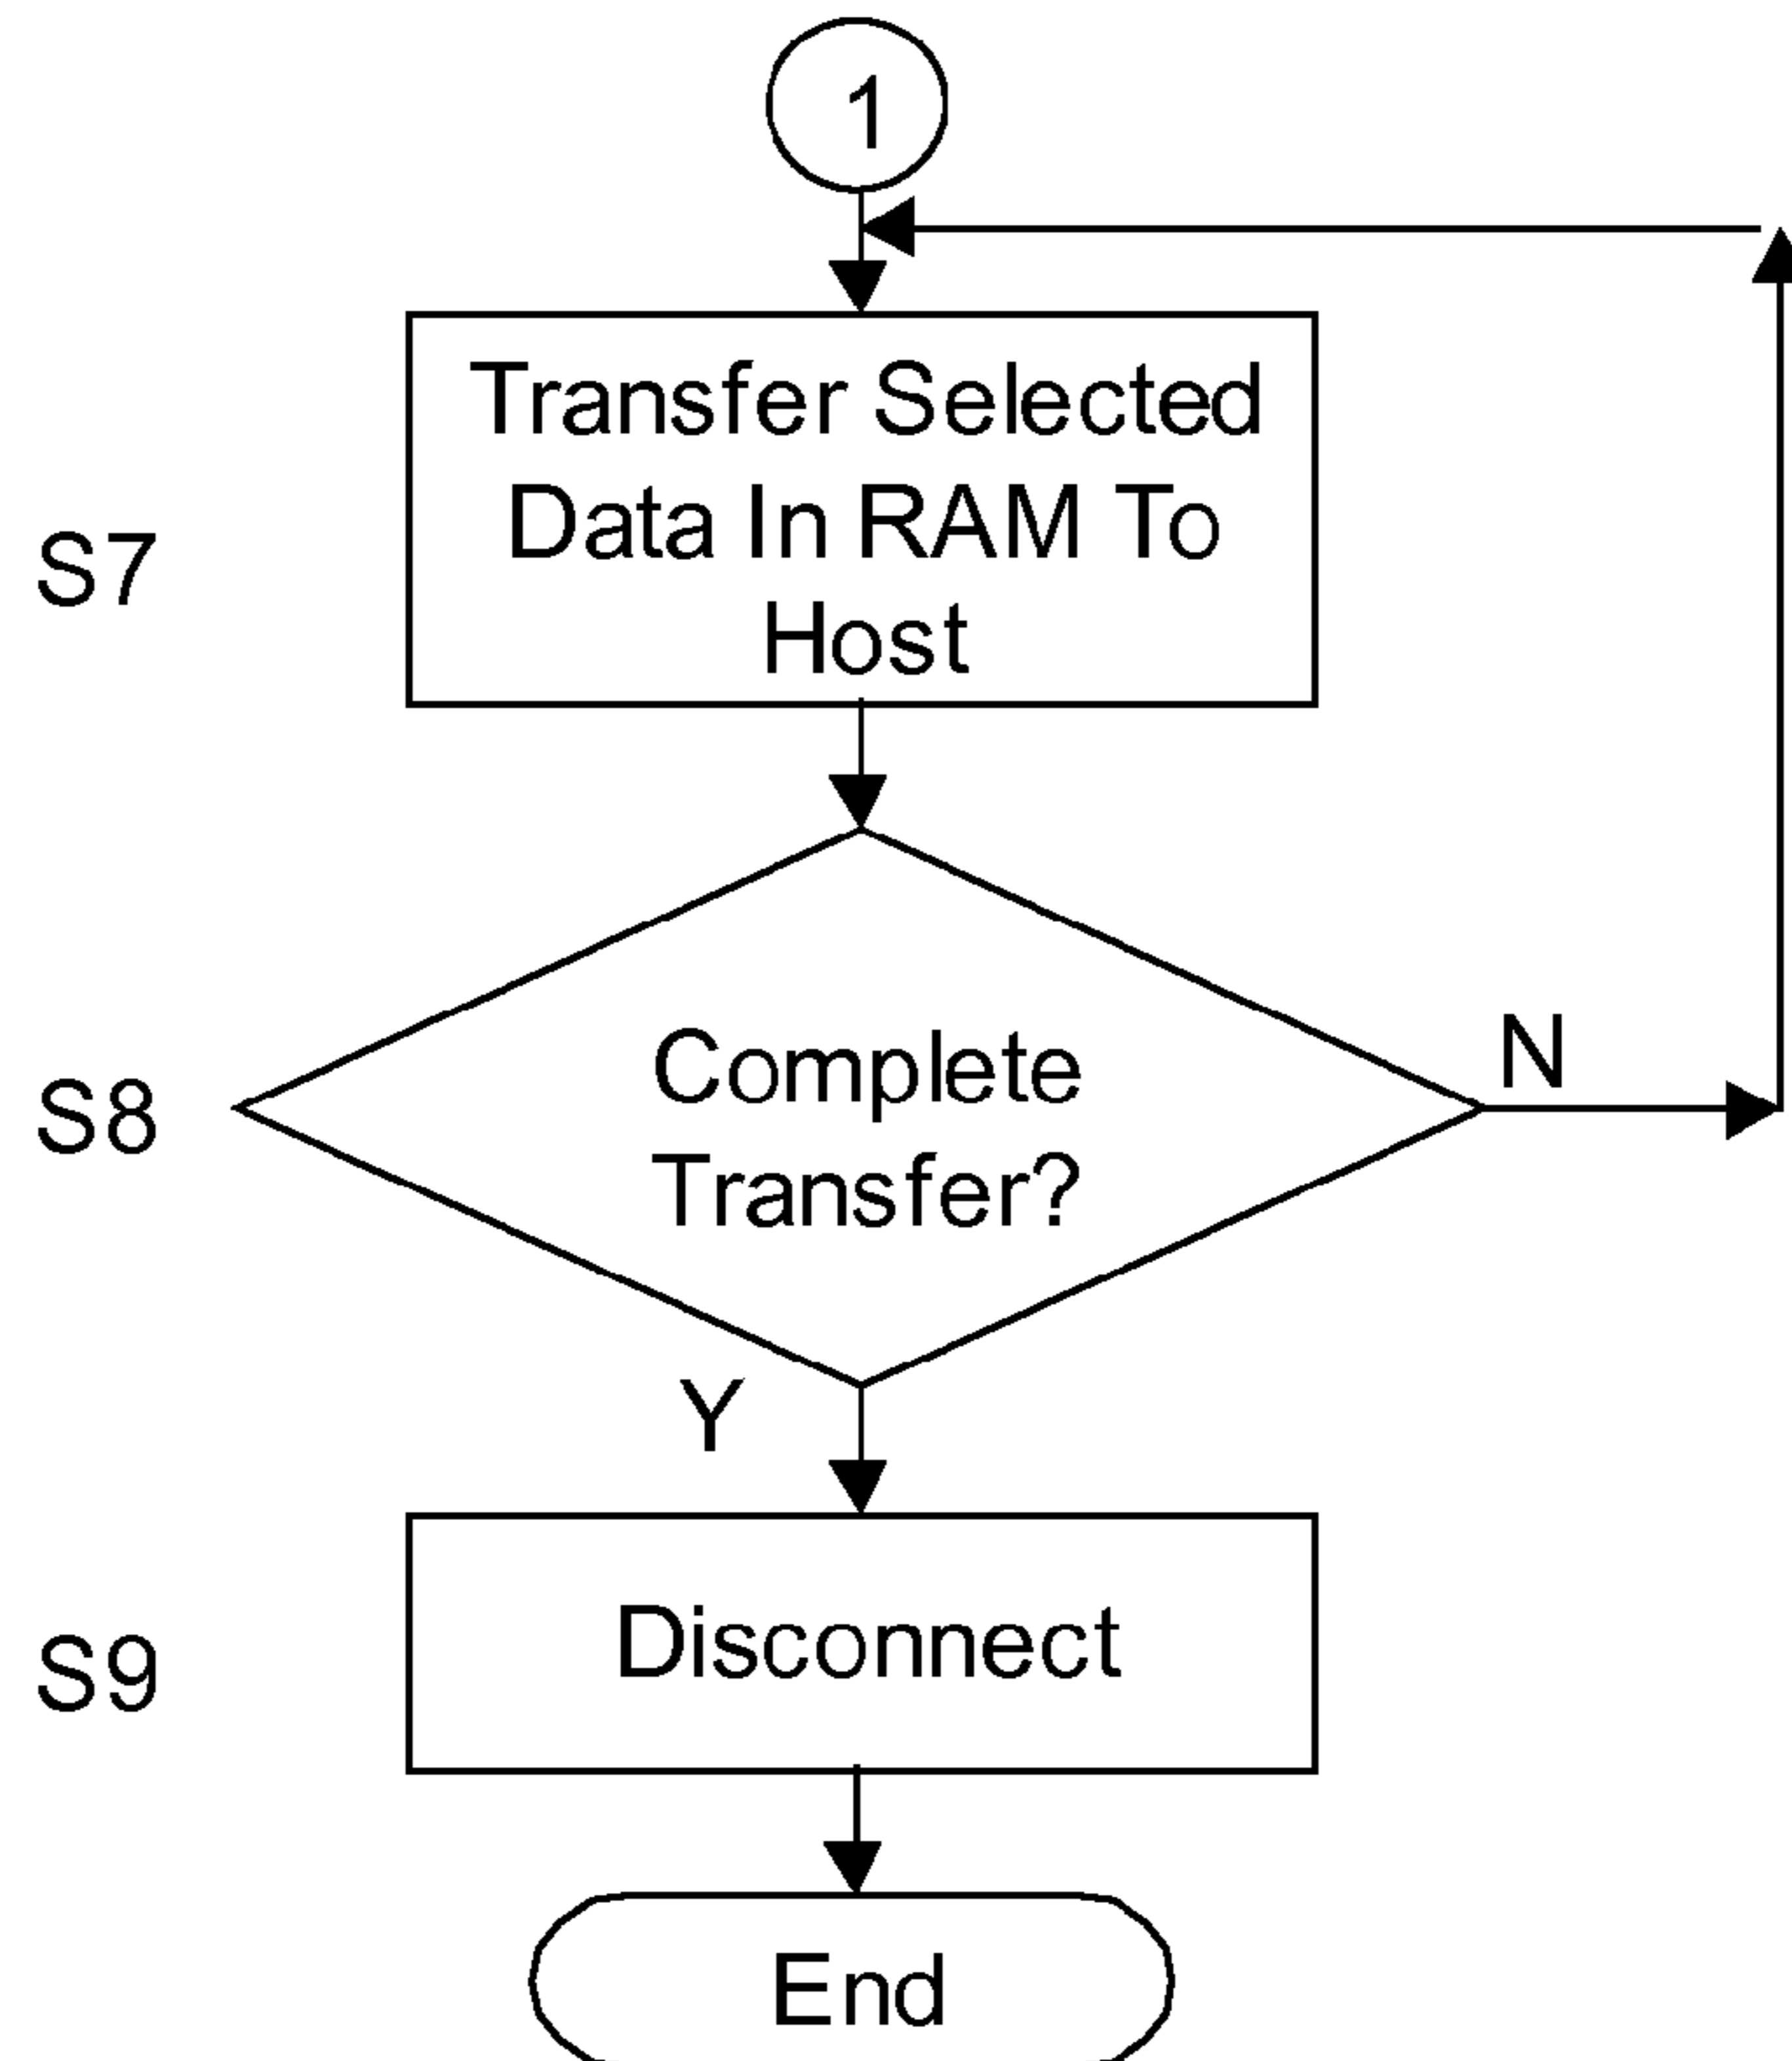 1
Transfer Selected
Data In RAM To
Host
S7
Complete
Transfer?
N
S8
Y
Disconnect
S9
End